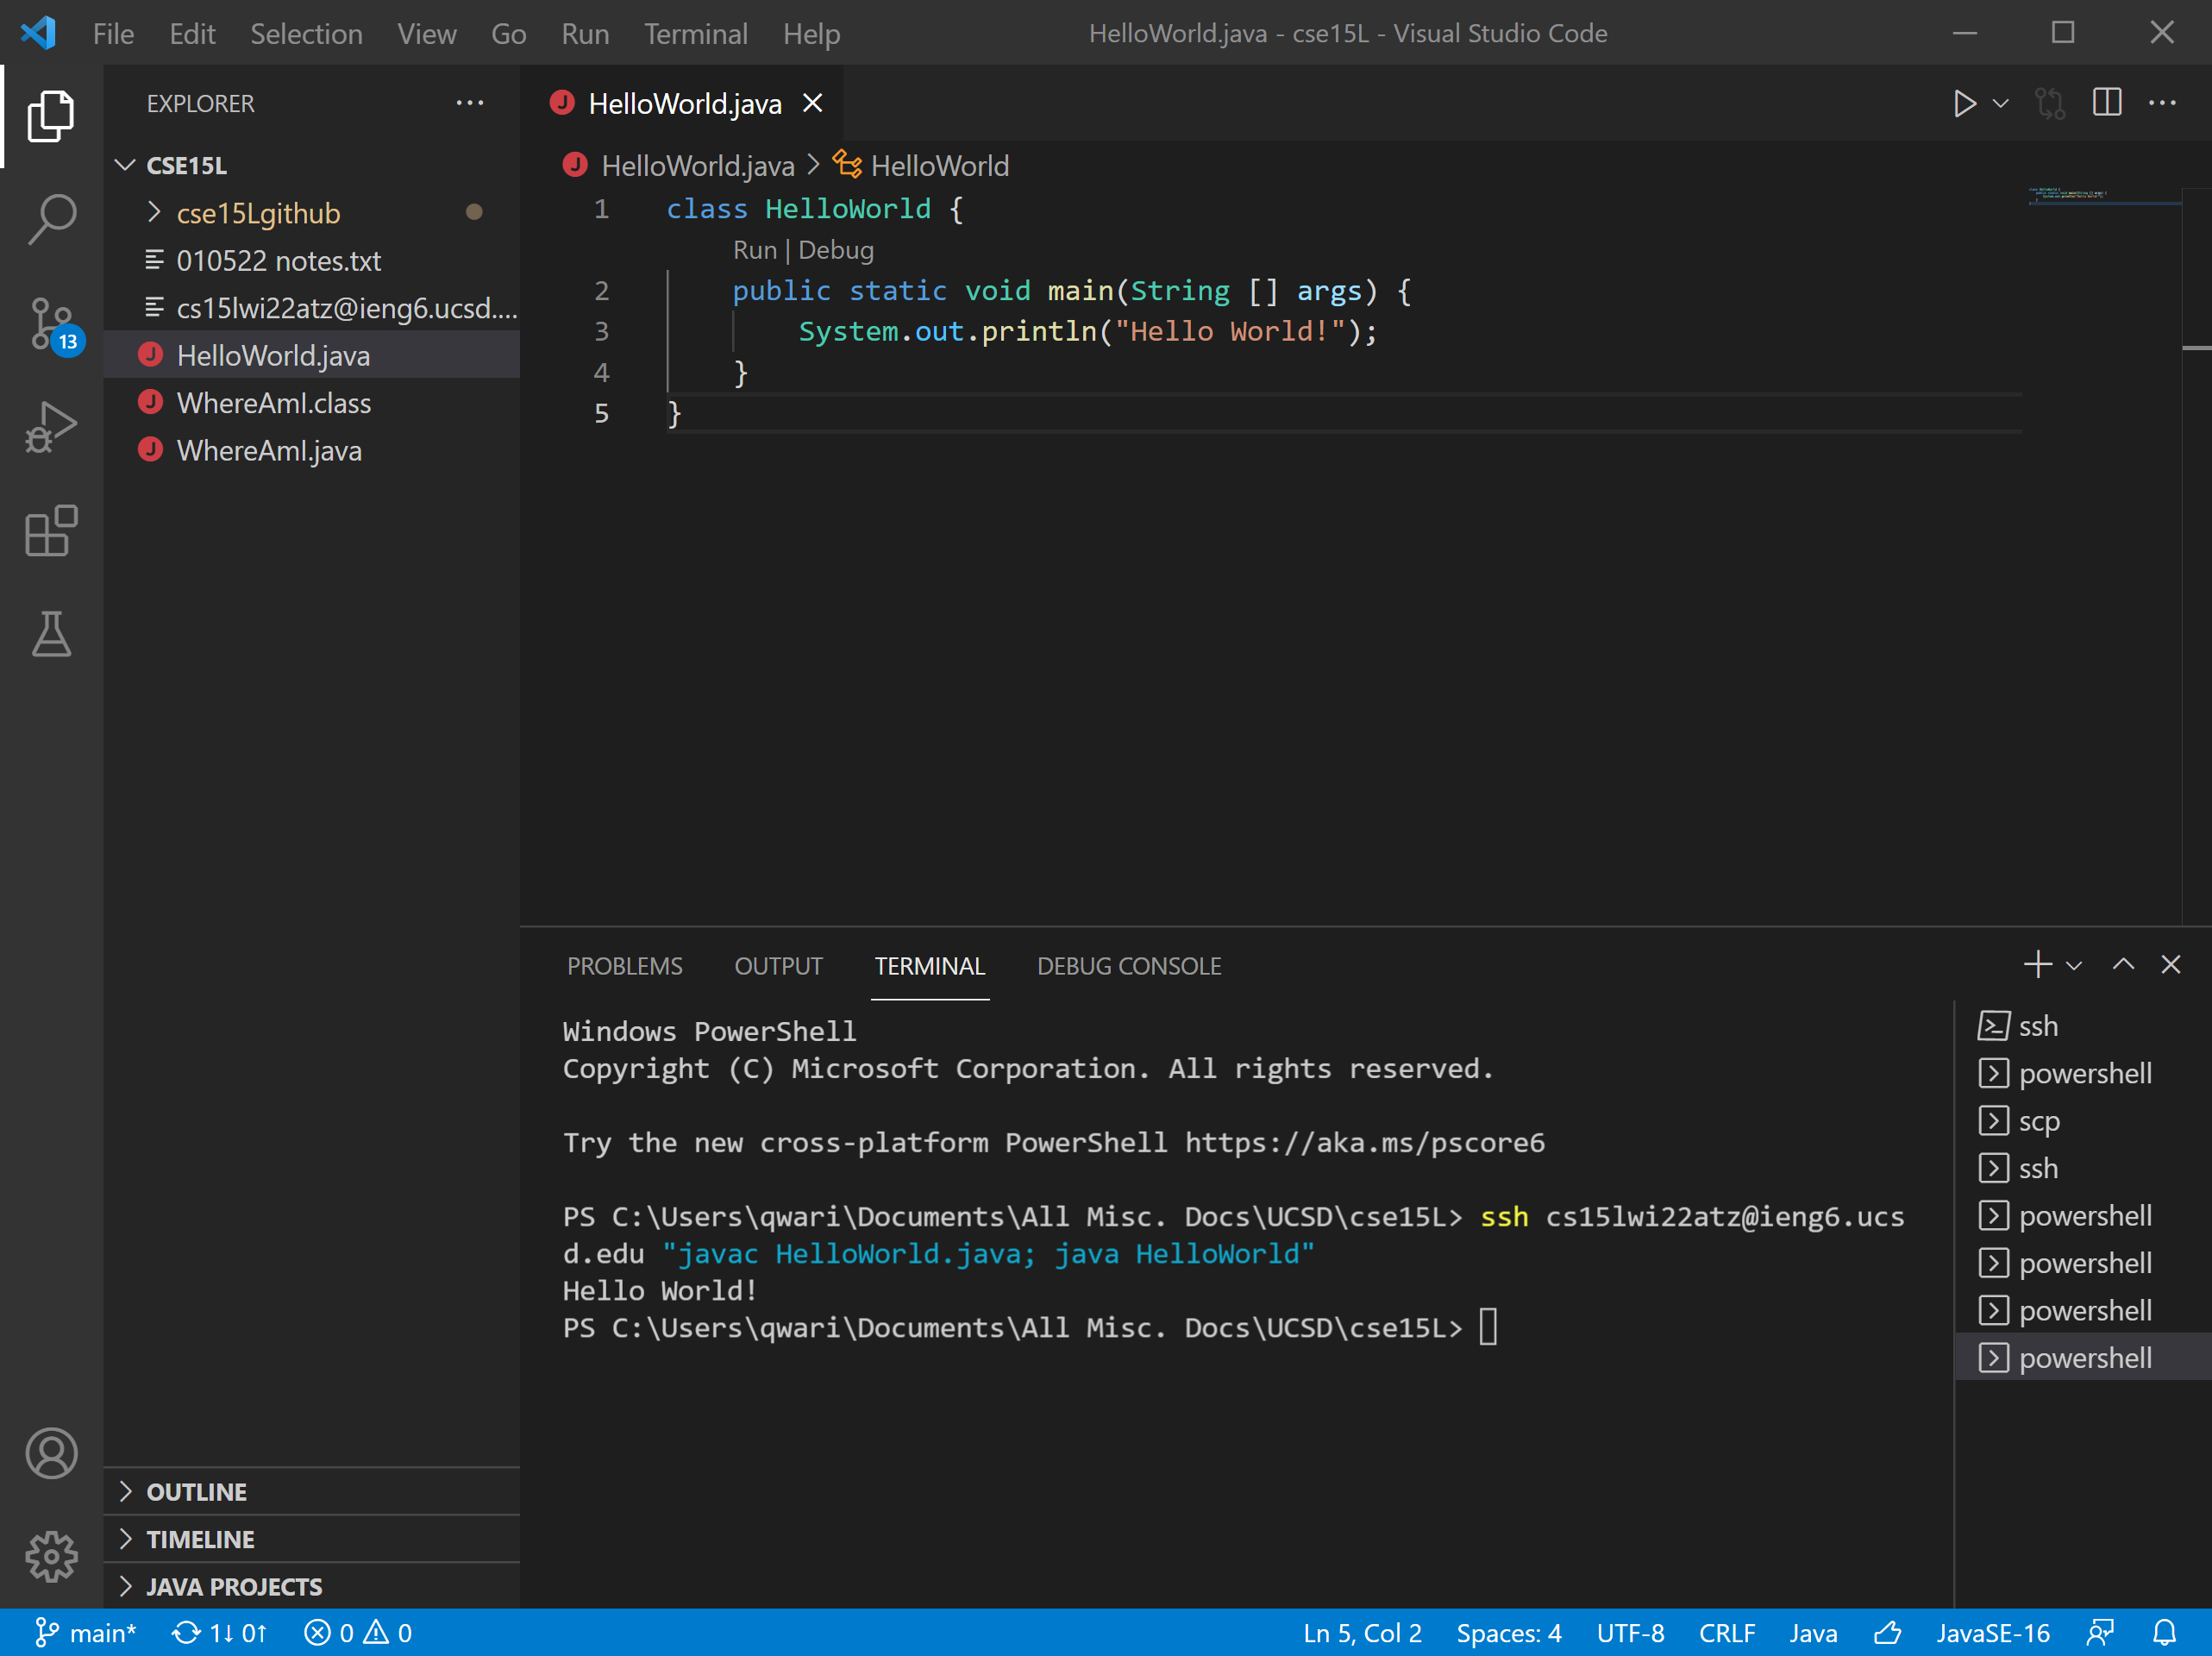 File Edit Selection View Go Run Terminal Help HelloWorld.java - cse15L - Visual Studio Code
EXPLORER
CSE15L
cse15Lgithub
010522 notes.txt
cs15lwi22atz@ieng6.ucsd....
HelloWorld.java
WhereAmI.class
WhereAmI.java
13
OUTLINE
TIMELINE
JAVA PROJECTS
HelloWorld.java
HelloWorld.java > HelloWorld
1 class HelloWorld {
Run | Debug
2 public static void main(String [] args) {
3 System.out.println("Hello World!");
4 }
5 }
PROBLEMS OUTPUT TERMINAL DEBUG CONSOLE
Windows PowerShell
Copyright (C) Microsoft Corporation. All rights reserved.
Try the new cross-platform PowerShell https://aka.ms/pscore6
PS C:\Users\qwari\Documents\All Misc. Docs\UCSD\cse15L> ssh cs15lwi22atz@ieng6.ucs
d.edu "javac HelloWorld.java; java HelloWorld"
Hello World!
PS C:\Users\qwari\Documents\All Misc. Docs\UCSD\cse15L>
ssh
powershell
scp
ssh
powershell
powershell
powershell
powershell
main* 1↓ 0↑ 0 0 Ln 5, Col 2 Spaces: 4 UTF-8 CRLF Java JavaSE-16